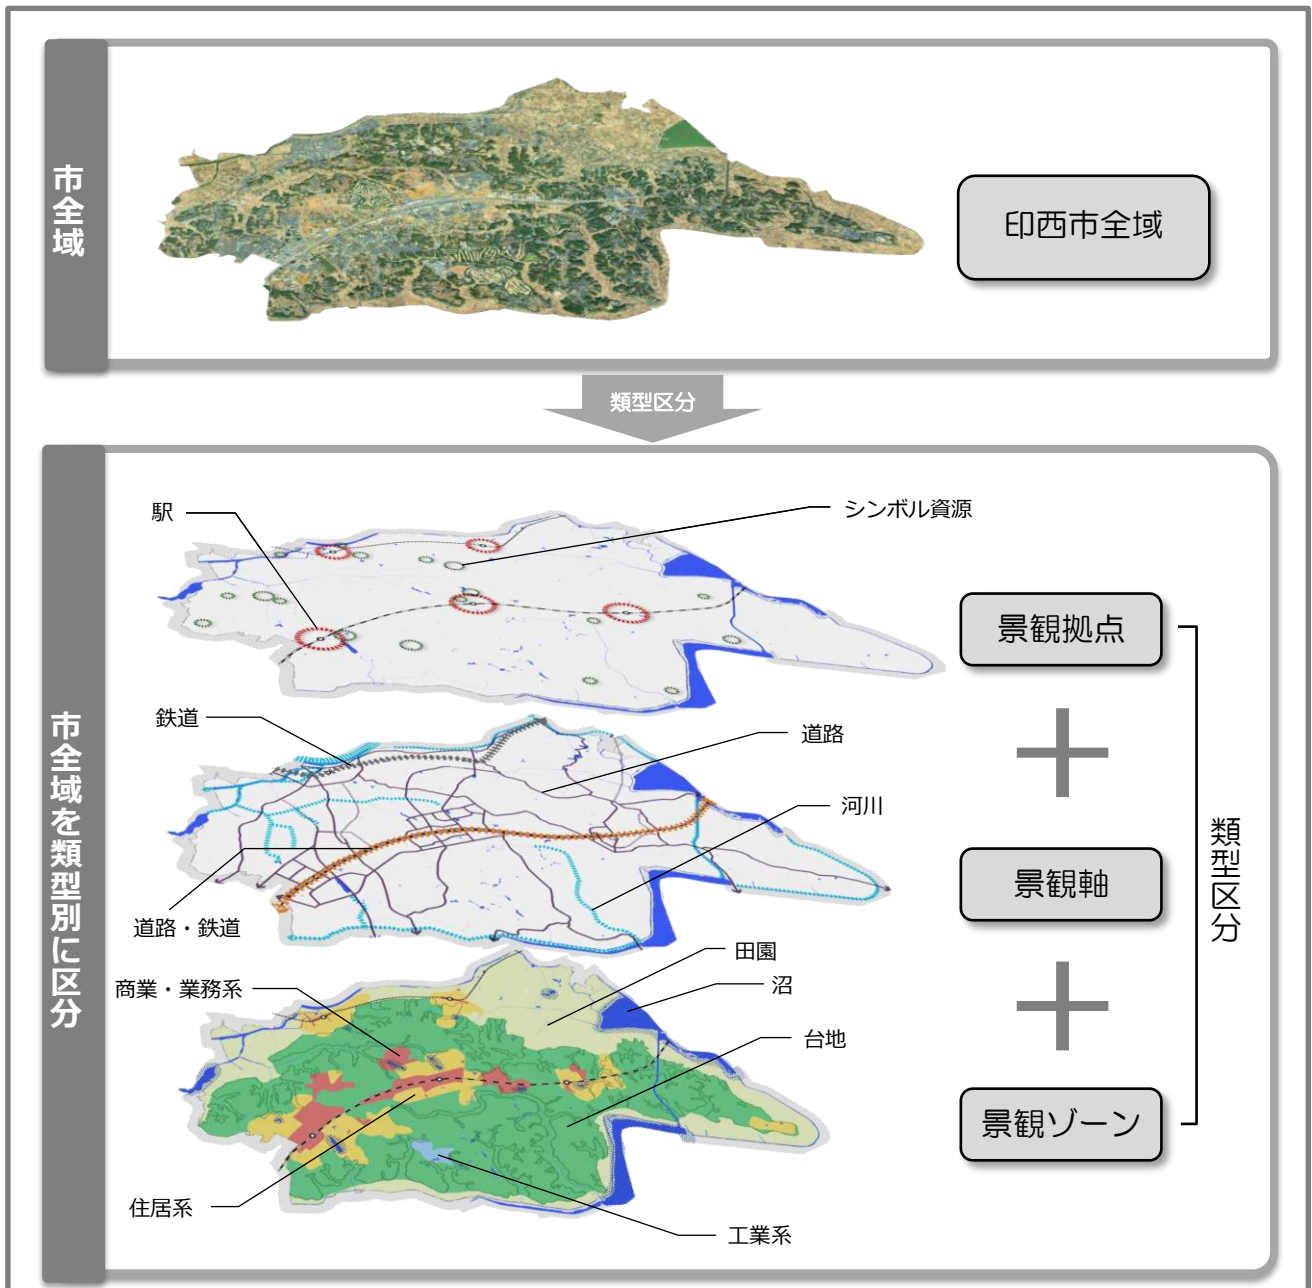 市全域
印西市全域
類型区分
市全域を類型別に区分
駅
シンボル資源
景観拠点
鉄道
道路
河川
道路・鉄道
景観軸
類型区分
田園
商業・業務系
沼
台地
景観ゾーン
住居系
工業系